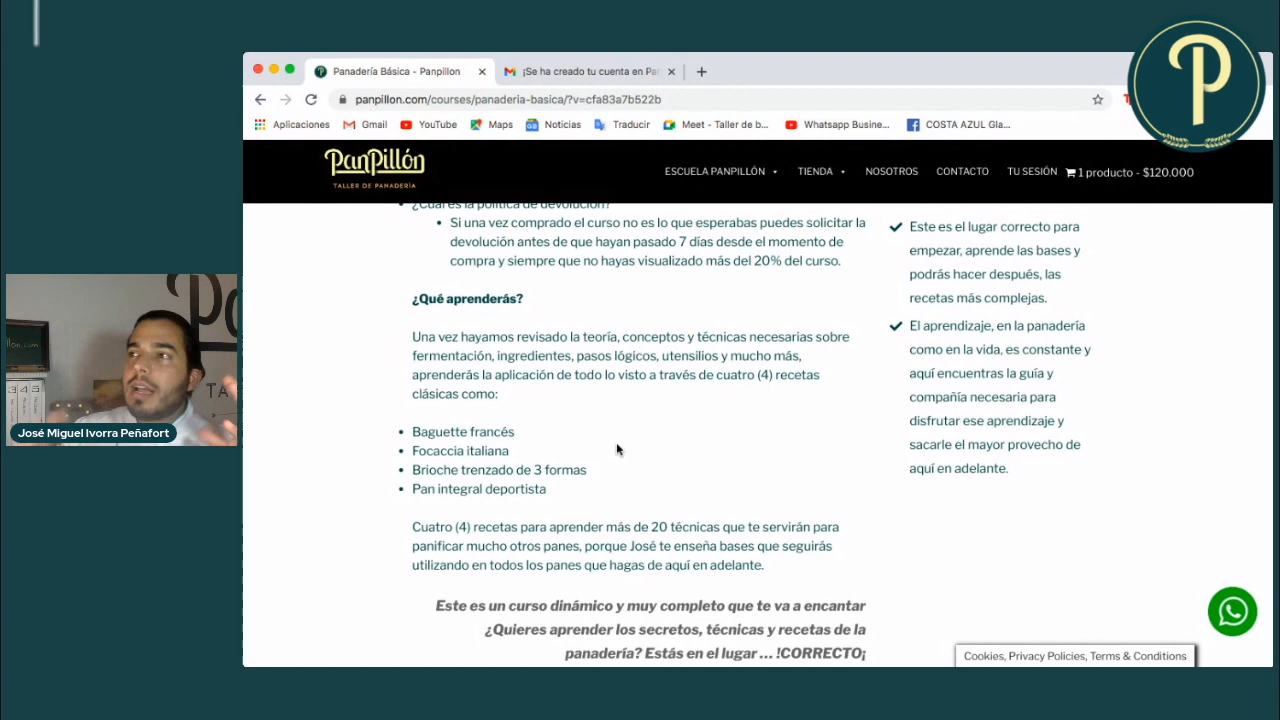 Panadería Básica - Panpillon
¡Se ha creado tu cuenta en Pan
panpillon.com/courses/panaderia-basica/?v=cfa83a7b522b
Aplicaciones
Gmail
YouTube
Maps
Noticias
Traducir
Meet - Taller de b...
Whatsapp Busine...
COSTA AZUL Gla...
P
PanPillón
TALLER DE PANADERÍA
ESCUELA PANPILLÓN
TIENDA
NOSOTROS
CONTACTO
TU SESIÓN
1 producto - $120.000
¿Cuál es la política de devolución?
Si una vez comprado el curso no es lo que esperabas puedes solicitar la
devolución antes de que hayan pasado 7 días desde el momento de
compra y siempre que no hayas visualizado más del 20% del curso.
¿Qué aprenderás?
Una vez hayamos revisado la teoría, conceptos y técnicas necesarias sobre
fermentación, ingredientes, pasos lógicos, utensilios y mucho más,
aprenderás la aplicación de todo lo visto a través de cuatro (4) recetas
clásicas como:
Baguette francés
Focaccia italiana
Brioche trenzado de 3 formas
Pan integral deportista
Cuatro (4) recetas para aprender más de 20 técnicas que te servirán para
panificar mucho otros panes, porque José te enseña bases que seguirás
utilizando en todos los panes que hagas de aquí en adelante.
Este es un curso dinámico y muy completo que te va a encantar
¿Quieres aprender los secretos, técnicas y recetas de la
panadería? Estás en el lugar ... !CORRECTO¡
Este es el lugar correcto para
empezar, aprende las bases y
podrás hacer después, las
recetas más complejas.
El aprendizaje, en la panadería
como en la vida, es constante y
aquí encuentras la guía y
compañía necesaria para
disfrutar ese aprendizaje y
sacarle el mayor provecho de
aquí en adelante.
Cookies, Privacy Policies, Terms & Conditions
José Miguel Ivorra Peñafort